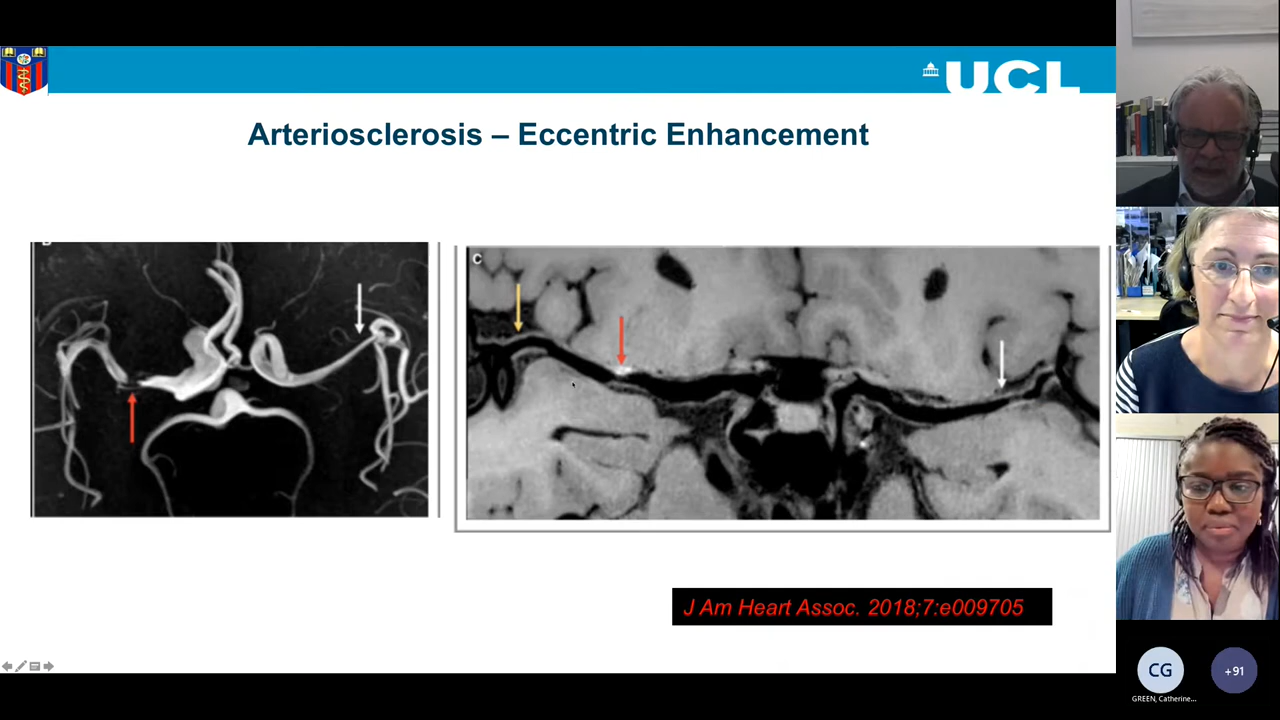 UCL
Arteriosclerosis – Eccentric Enhancement
C
J Am Heart Assoc. 2018;7:e009705
CG
+91
GREEN, Catherine...